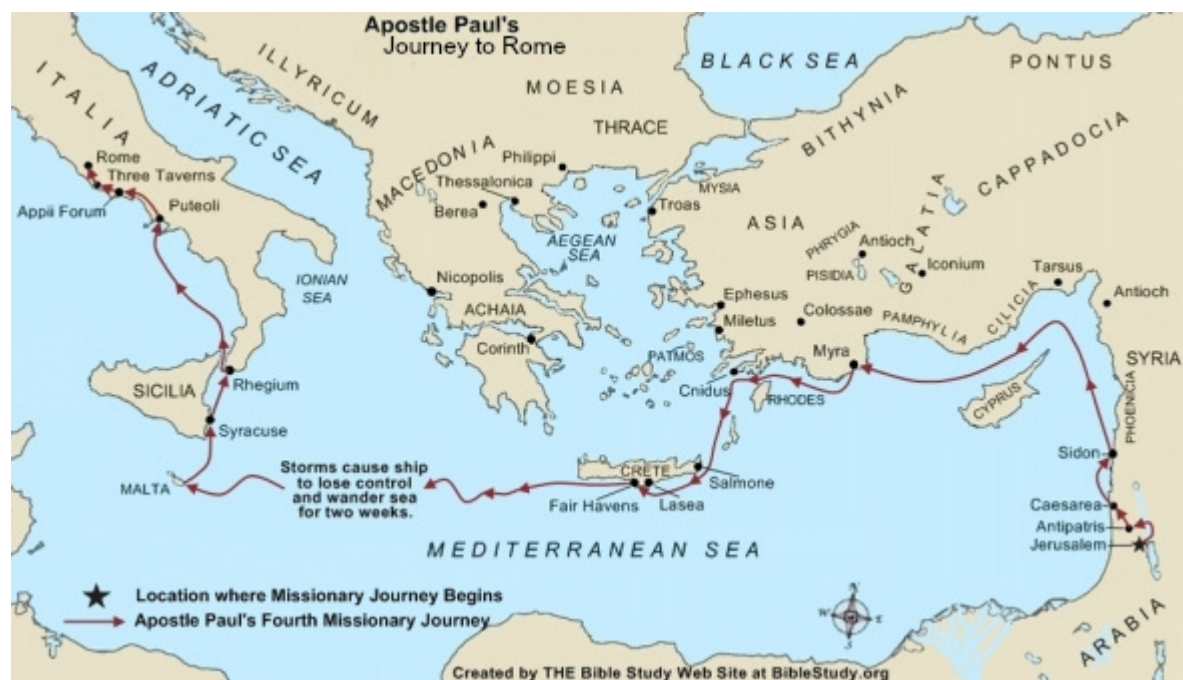 Apostle Paul's
Journey to Rome
BLACK SEA
PONTUS
ILLYRICUM
MOESIA
ITALIA
ADRIATIC SEA
THRACE
BITHYNIA
CAPPADOCIA
MACEDONIA
Philippi
Rome
Three Taverns
Thessalonica
MYSIA
GALATIA
Appii Forum
Puteoli
Berea
Troas
ASIA
AEGEAN
SEA
PHRYGIA
Antioch
PISIDIA
Iconium
Tarsus
IONIAN
SEA
Nicopolis
Ephesus
CILICIA
Antioch
ACHAIA
Miletus
Colossae
PAMPHYLIA
Corinth
PATMOS
Myra
SYRIA
SICILIA
Rhegium
Cnidus
RHODES
CYPRUS
PHOENICIA
Syracuse
Sidon
MALTA
Storms cause ship
to lose control
and wander sea
for two weeks.
CRETE
Salmone
Fair Havens
Lasea
Caesarea
Antipatris
Jerusalem
MEDITERRANEAN SEA
Location where Missionary Journey Begins
Apostle Paul's Fourth Missionary Journey
N
W
E
S
ARABIA
Created by THE Bible Study Web Site at BibleStudy.org